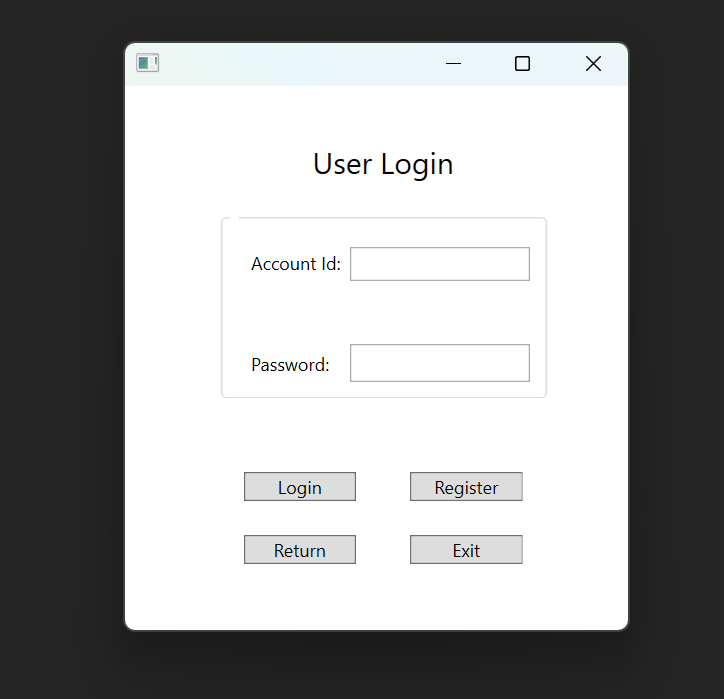 User Login
Account Id:
Password:
Login Register
Return Exit